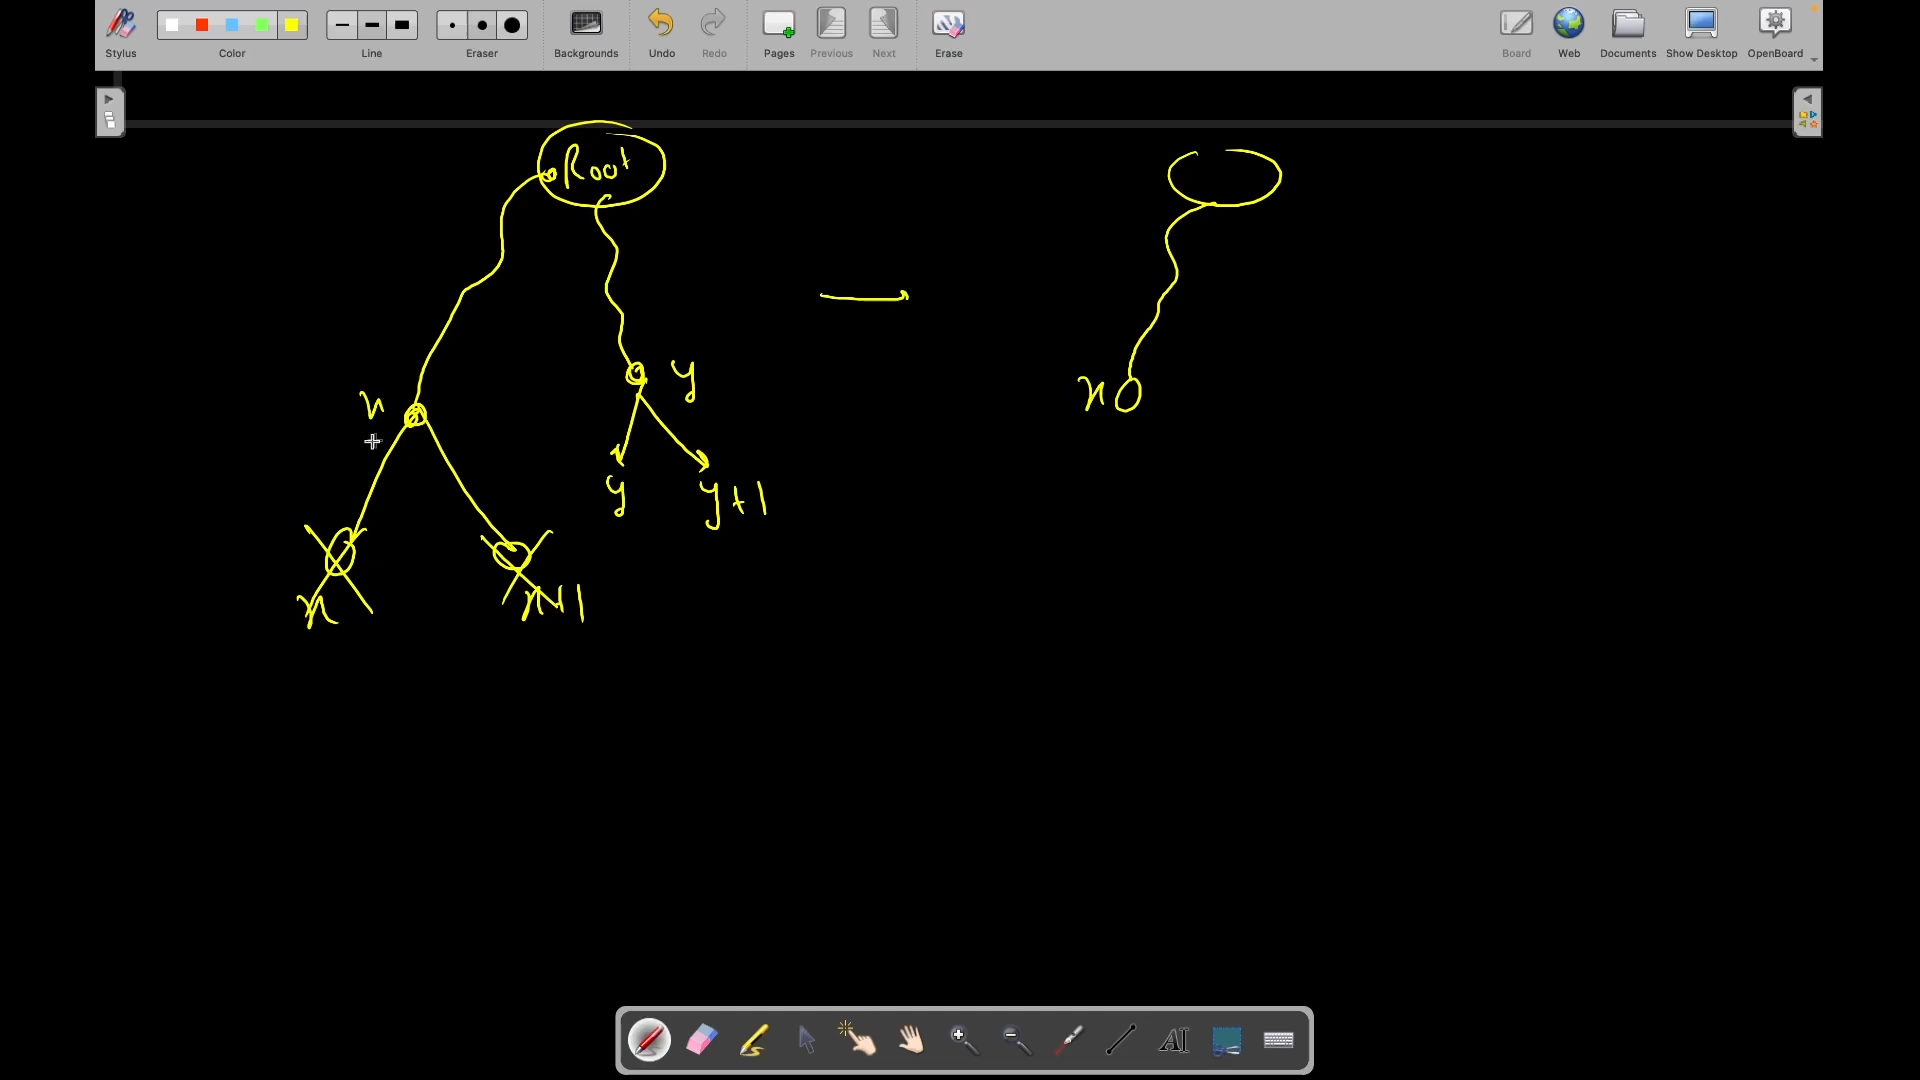 Stylus Color Line Eraser Backgrounds Undo Redo Pages Previous Next Erase Board Web Documents Show Desktop OpenBoard
Root
y
n
n
y
y+1
n
n+1
AI